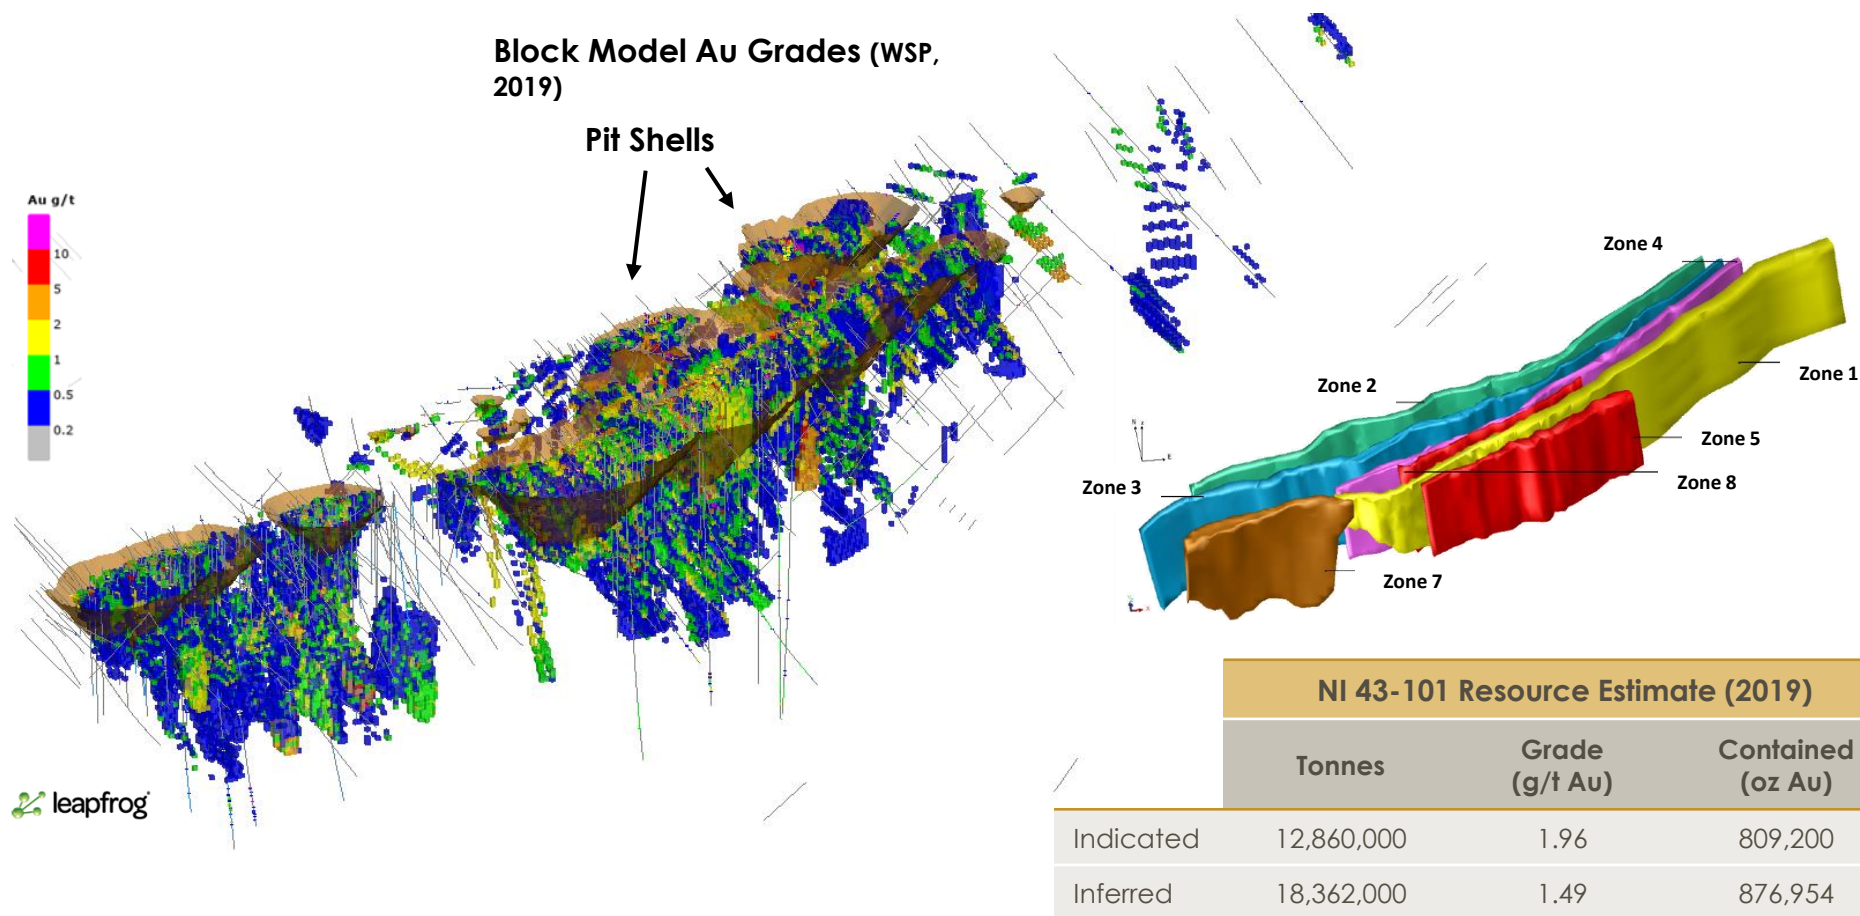 Block Model Au Grades (WSP,
2019)
Pit Shells
Au g/t
10
5
2
1
0.5
0.2
Zone 4
Zone 1
Zone 2
Zone 5
Zone 8
Zone 3
Zone 7
leapfrog
NI 43-101 Resource Estimate (2019)
Tonnes Grade (g/t Au) Contained (oz Au)
Indicated 12,860,000 1.96 809,200
Inferred 18,362,000 1.49 876,954